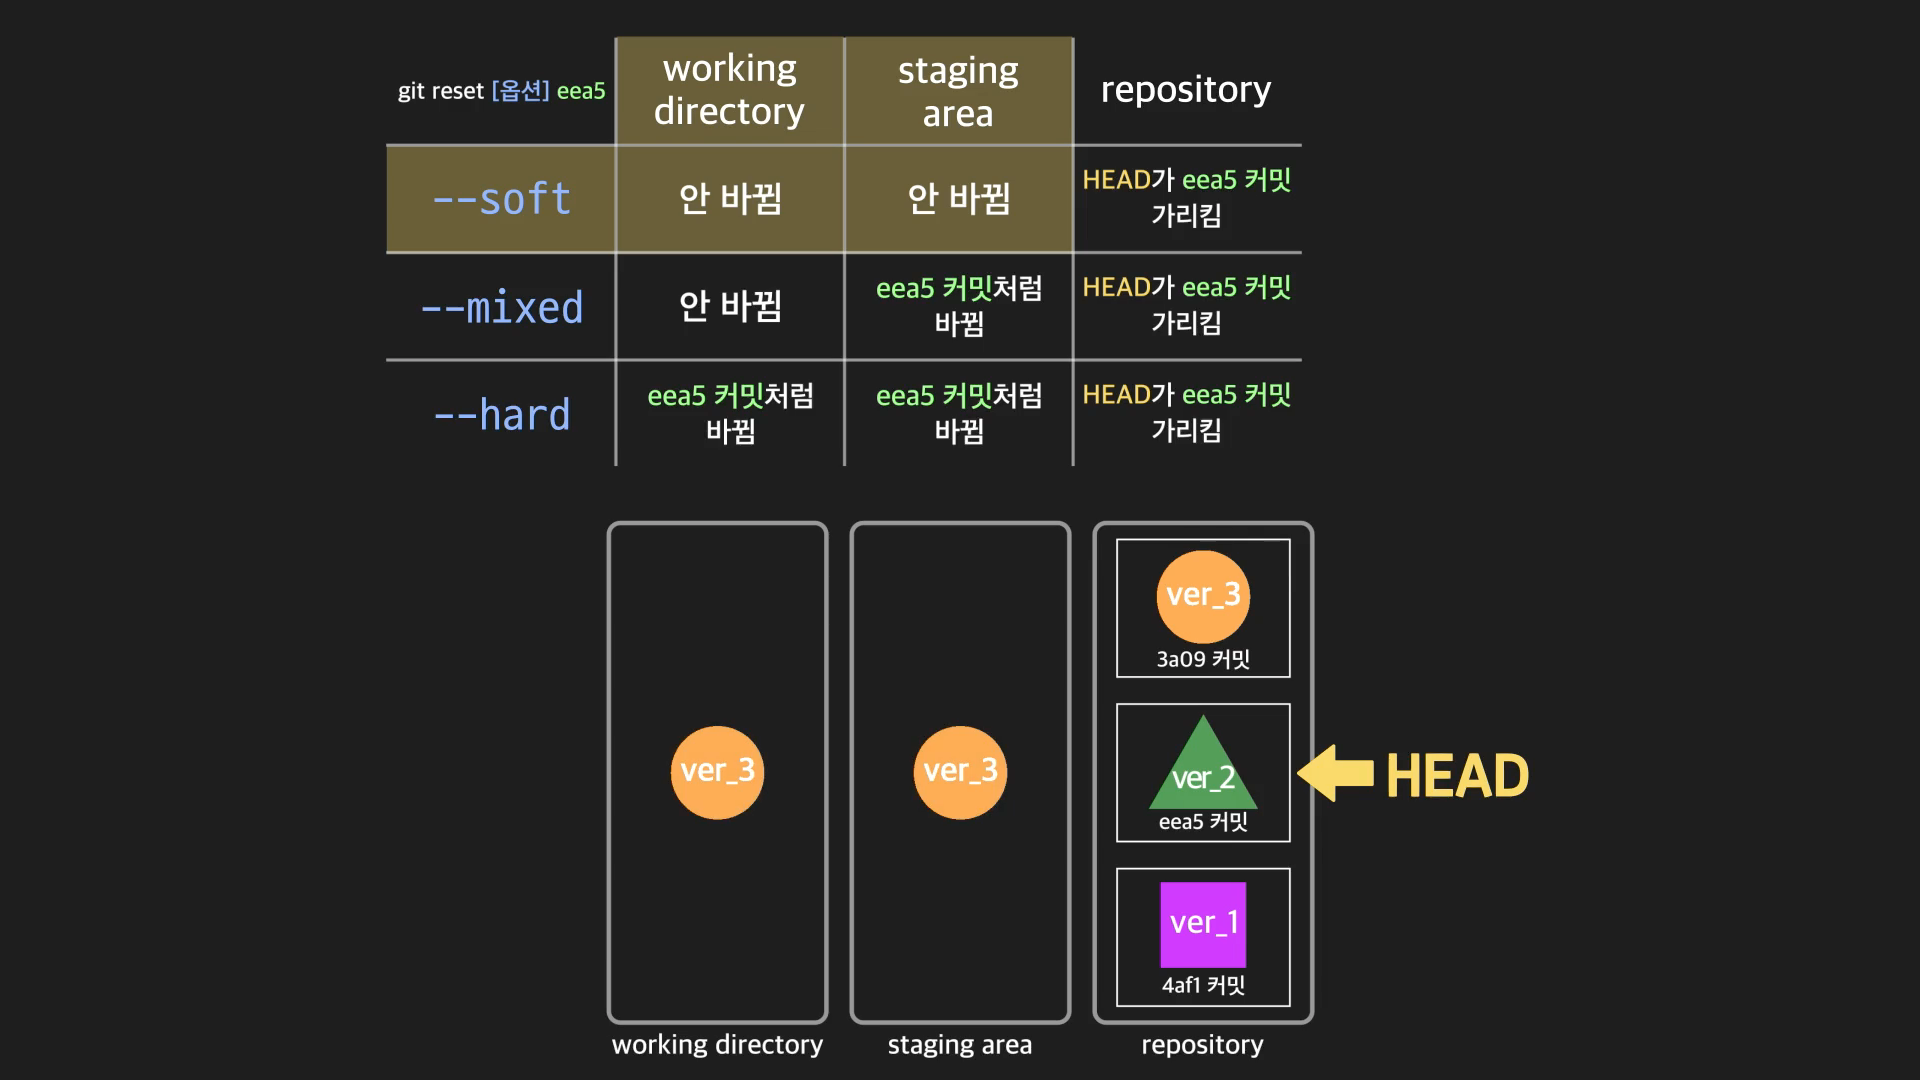 git reset [옵션] eea5
working
directory
staging
area
repository
--soft
안 바뀜
안 바뀜
HEAD가 eea5 커밋
가리킴
--mixed
안 바뀜
eea5 커밋처럼
바뀜
HEAD가 eea5 커밋
가리킴
--hard
eea5 커밋처럼
바뀜
eea5 커밋처럼
바뀜
HEAD가 eea5 커밋
가리킴
ver_3
ver_3
ver_3
3a09 커밋
ver_2
eea5 커밋
HEAD
ver_1
4af1 커밋
working directory
staging area
repository